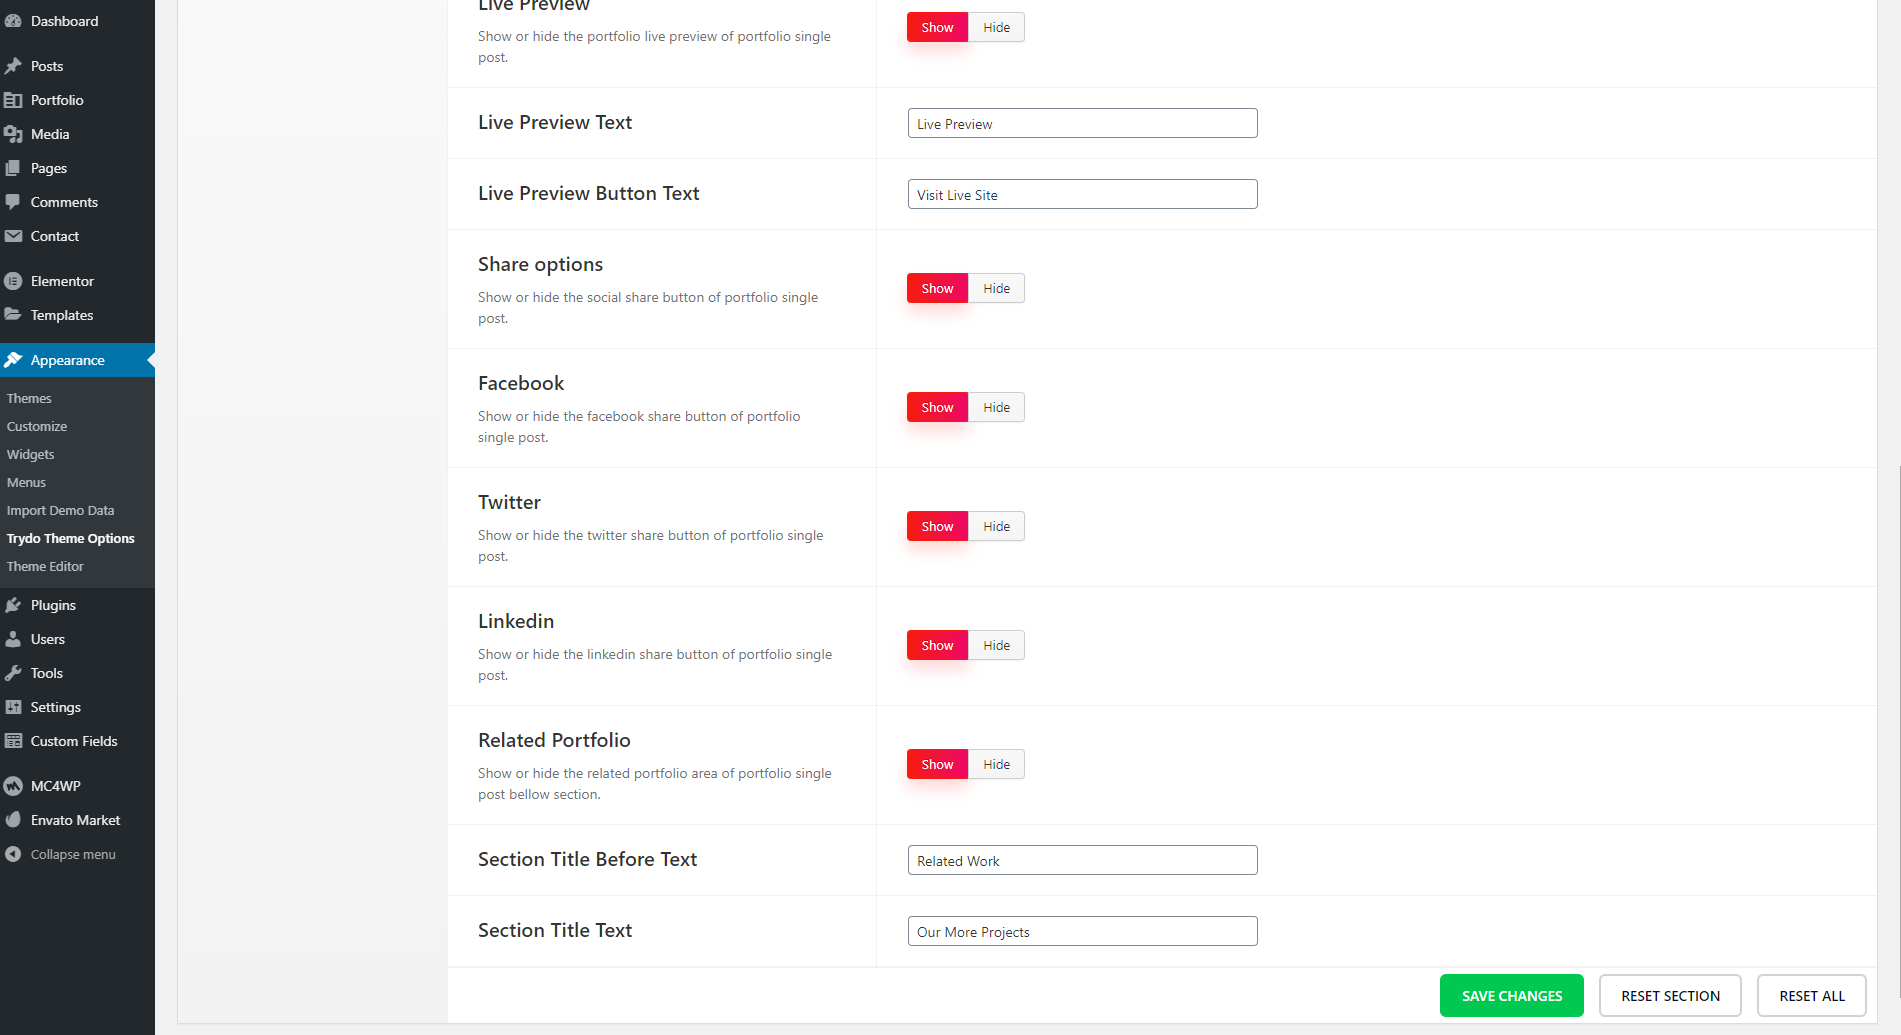 Dashboard
Posts
Portfolio
Media
Pages
Comments
Contact
Elementor
Templates
Appearance
Themes
Customize
Widgets
Menus
Import Demo Data
Trydo Theme Options
Theme Editor
Plugins
Users
Tools
Settings
Custom Fields
MC4WP
Envato Market
Collapse menu
Live Preview
Show or hide the portfolio live preview of portfolio single
post.
Show Hide
Live Preview Text
Live Preview
Live Preview Button Text
Visit Live Site
Share options
Show or hide the social share button of portfolio single
post.
Show Hide
Facebook
Show or hide the facebook share button of portfolio
single post.
Show Hide
Twitter
Show or hide the twitter share button of portfolio single
post.
Show Hide
Linkedin
Show or hide the linkedin share button of portfolio single
post.
Show Hide
Related Portfolio
Show or hide the related portfolio area of portfolio single
post bellow section.
Show Hide
Section Title Before Text
Related Work
Section Title Text
Our More Projects
SAVE CHANGES RESET SECTION RESET ALL